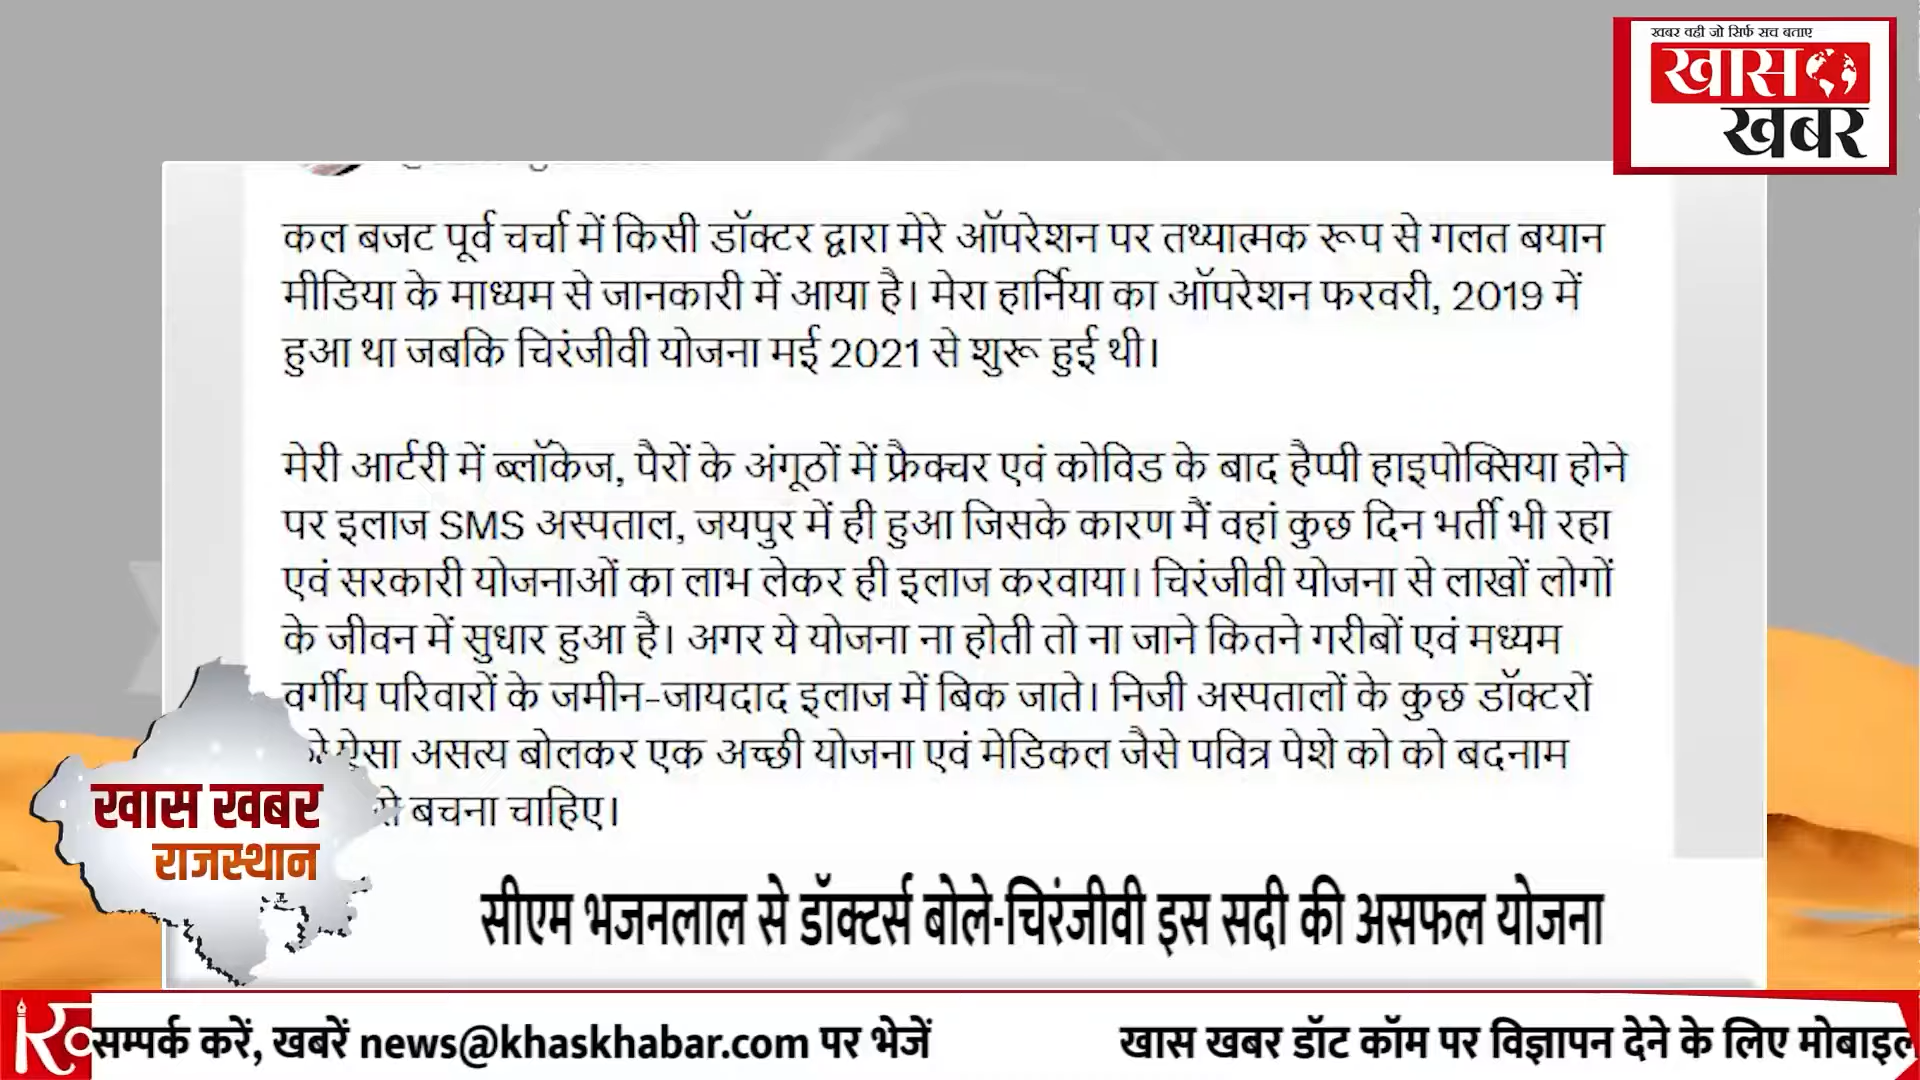 खबर वही जो सिर्फ सच बताए
खास
खबर
कल बजट पूर्व चर्चा में किसी डॉक्टर द्वारा मेरे ऑपरेशन पर तथ्यात्मक रूप से गलत बयान
मीडिया के माध्यम से जानकारी में आया है। मेरा हार्निया का ऑपरेशन फरवरी, 2019 में
हुआ था जबकि चिरंजीवी योजना मई 2021 से शुरू हुई थी।
मेरी आर्टरी में ब्लॉकेज, पैरों के अंगूठों में फ्रैक्चर एवं कोविड के बाद हैप्पी हाइपोक्सिया होने
पर इलाज SMS अस्पताल, जयपुर में ही हुआ जिसके कारण मैं वहां कुछ दिन भर्ती भी रहा
एवं सरकारी योजनाओं का लाभ लेकर ही इलाज करवाया। चिरंजीवी योजना से लाखों लोगों
के जीवन में सुधार हुआ है। अगर ये योजना ना होती तो ना जाने कितने गरीबों एवं मध्यम
वर्गीय परिवारों के जमीन-जायदाद इलाज में बिक जाते। निजी अस्पतालों के कुछ डॉक्टरों
असत्य बोलकर एक अच्छी योजना एवं मेडिकल जैसे पवित्र पेशे को को बदनाम
बचना चाहिए।
खास खबर
राजस्थान
सीएम भजनलाल से डॉक्टर्स बोले-चिरंजीवी इस सदी की असफल योजना
सम्पर्क करें, खबरें news@khaskhabar.com पर भेजें
खास खबर डॉट कॉम पर विज्ञापन देने के लिए मोबाइल